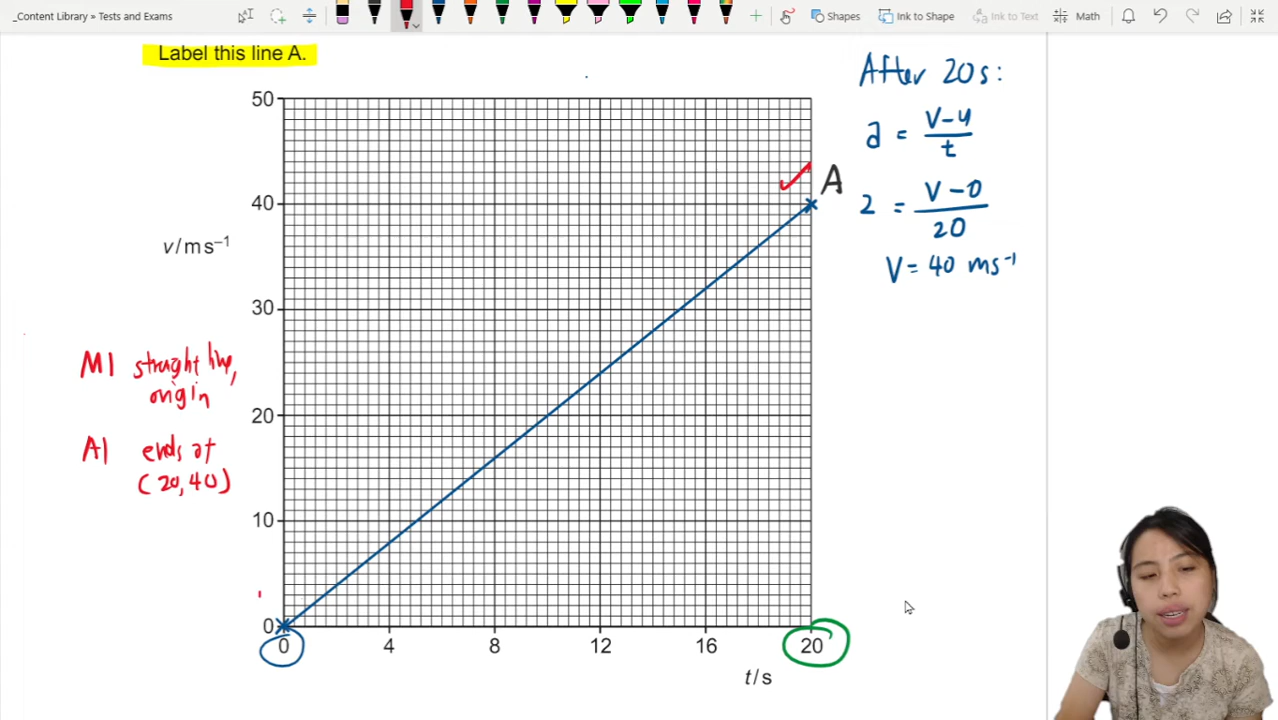 _Content Library » Tests and Exams
Shapes
Ink to Shape
Ink to Text
Math
Label this line A.
50
40
30
20
10
0
v/ms⁻¹
0 4 8 12 16 20
t/s
A
M1 straight line,
origin
A1 ends at
(20,40)
After 20s:
a = v-u
t
2 = v-0
20
v = 40 ms⁻¹